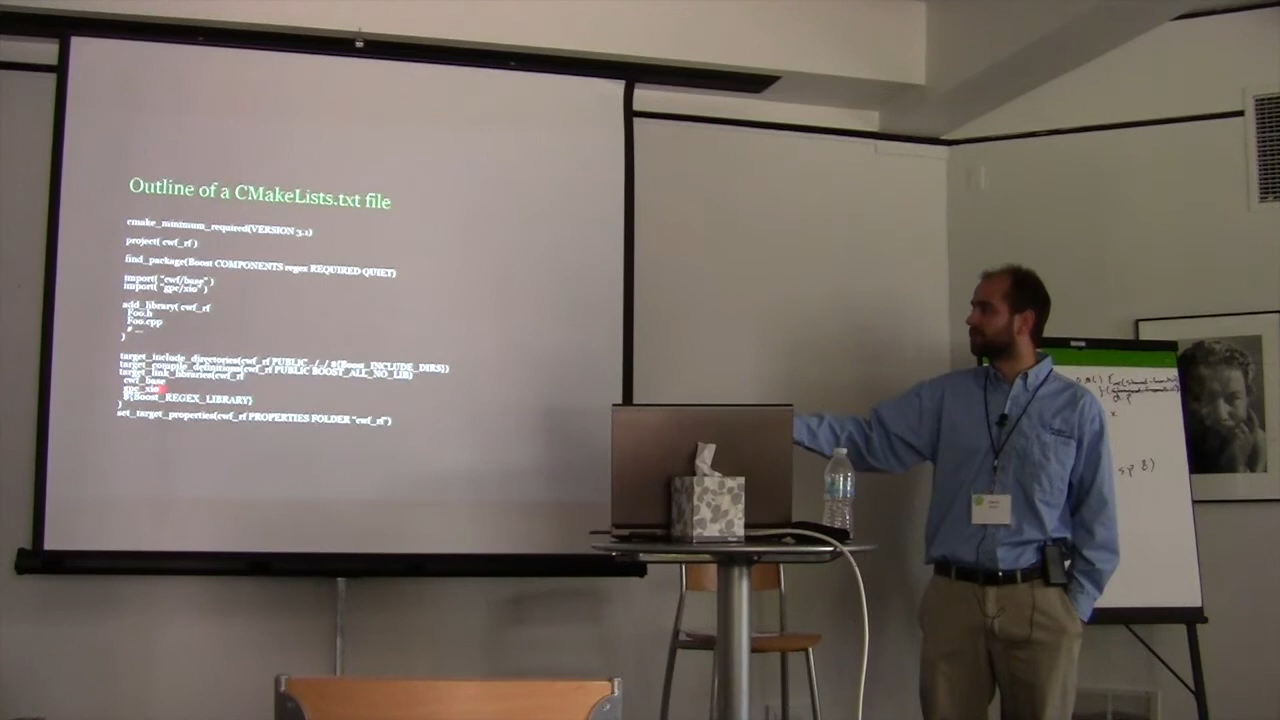 Outline of a CMakeLists.txt file
cmake_minimum_required(VERSION 3.1)
project( cwf_rf )
find_package(Boost COMPONENTS regex REQUIRED QUIET)
import( "cwf/base" )
import( "gpc/xio" )
add_library( cwf_rf
Foo.h
Foo.cpp
# ...
)
target_include_directories(cwf_rf PUBLIC ./../ ${Boost_INCLUDE_DIRS})
target_compile_definitions(cwf_rf PUBLIC BOOST_ALL_NO_LIB)
target_link_libraries(cwf_rf
cwf_base
gpc_xio
${Boost_REGEX_LIBRARY}
)
set_target_properties(cwf_rf PROPERTIES FOLDER "cwf_rf")